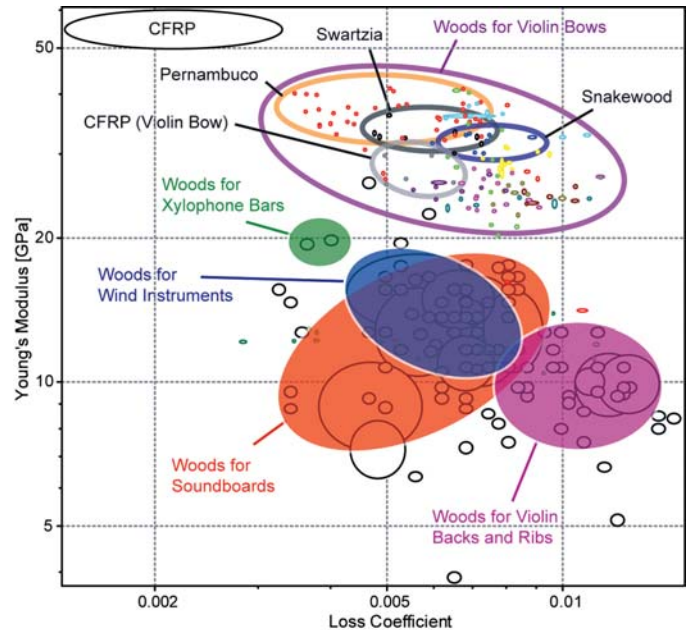 CFRP
Swartzia
Woods for Violin Bows
50
Pernambuco
Snakewood
CFRP (Violin Bow)
Woods for
Xylophone Bars
20
Woods for
Wind Instruments
Young's Modulus [GPa]
10
Woods for
Soundboards
Woods for Violin
Backs and Ribs
5
0.002
0.005
0.01
Loss Coefficient